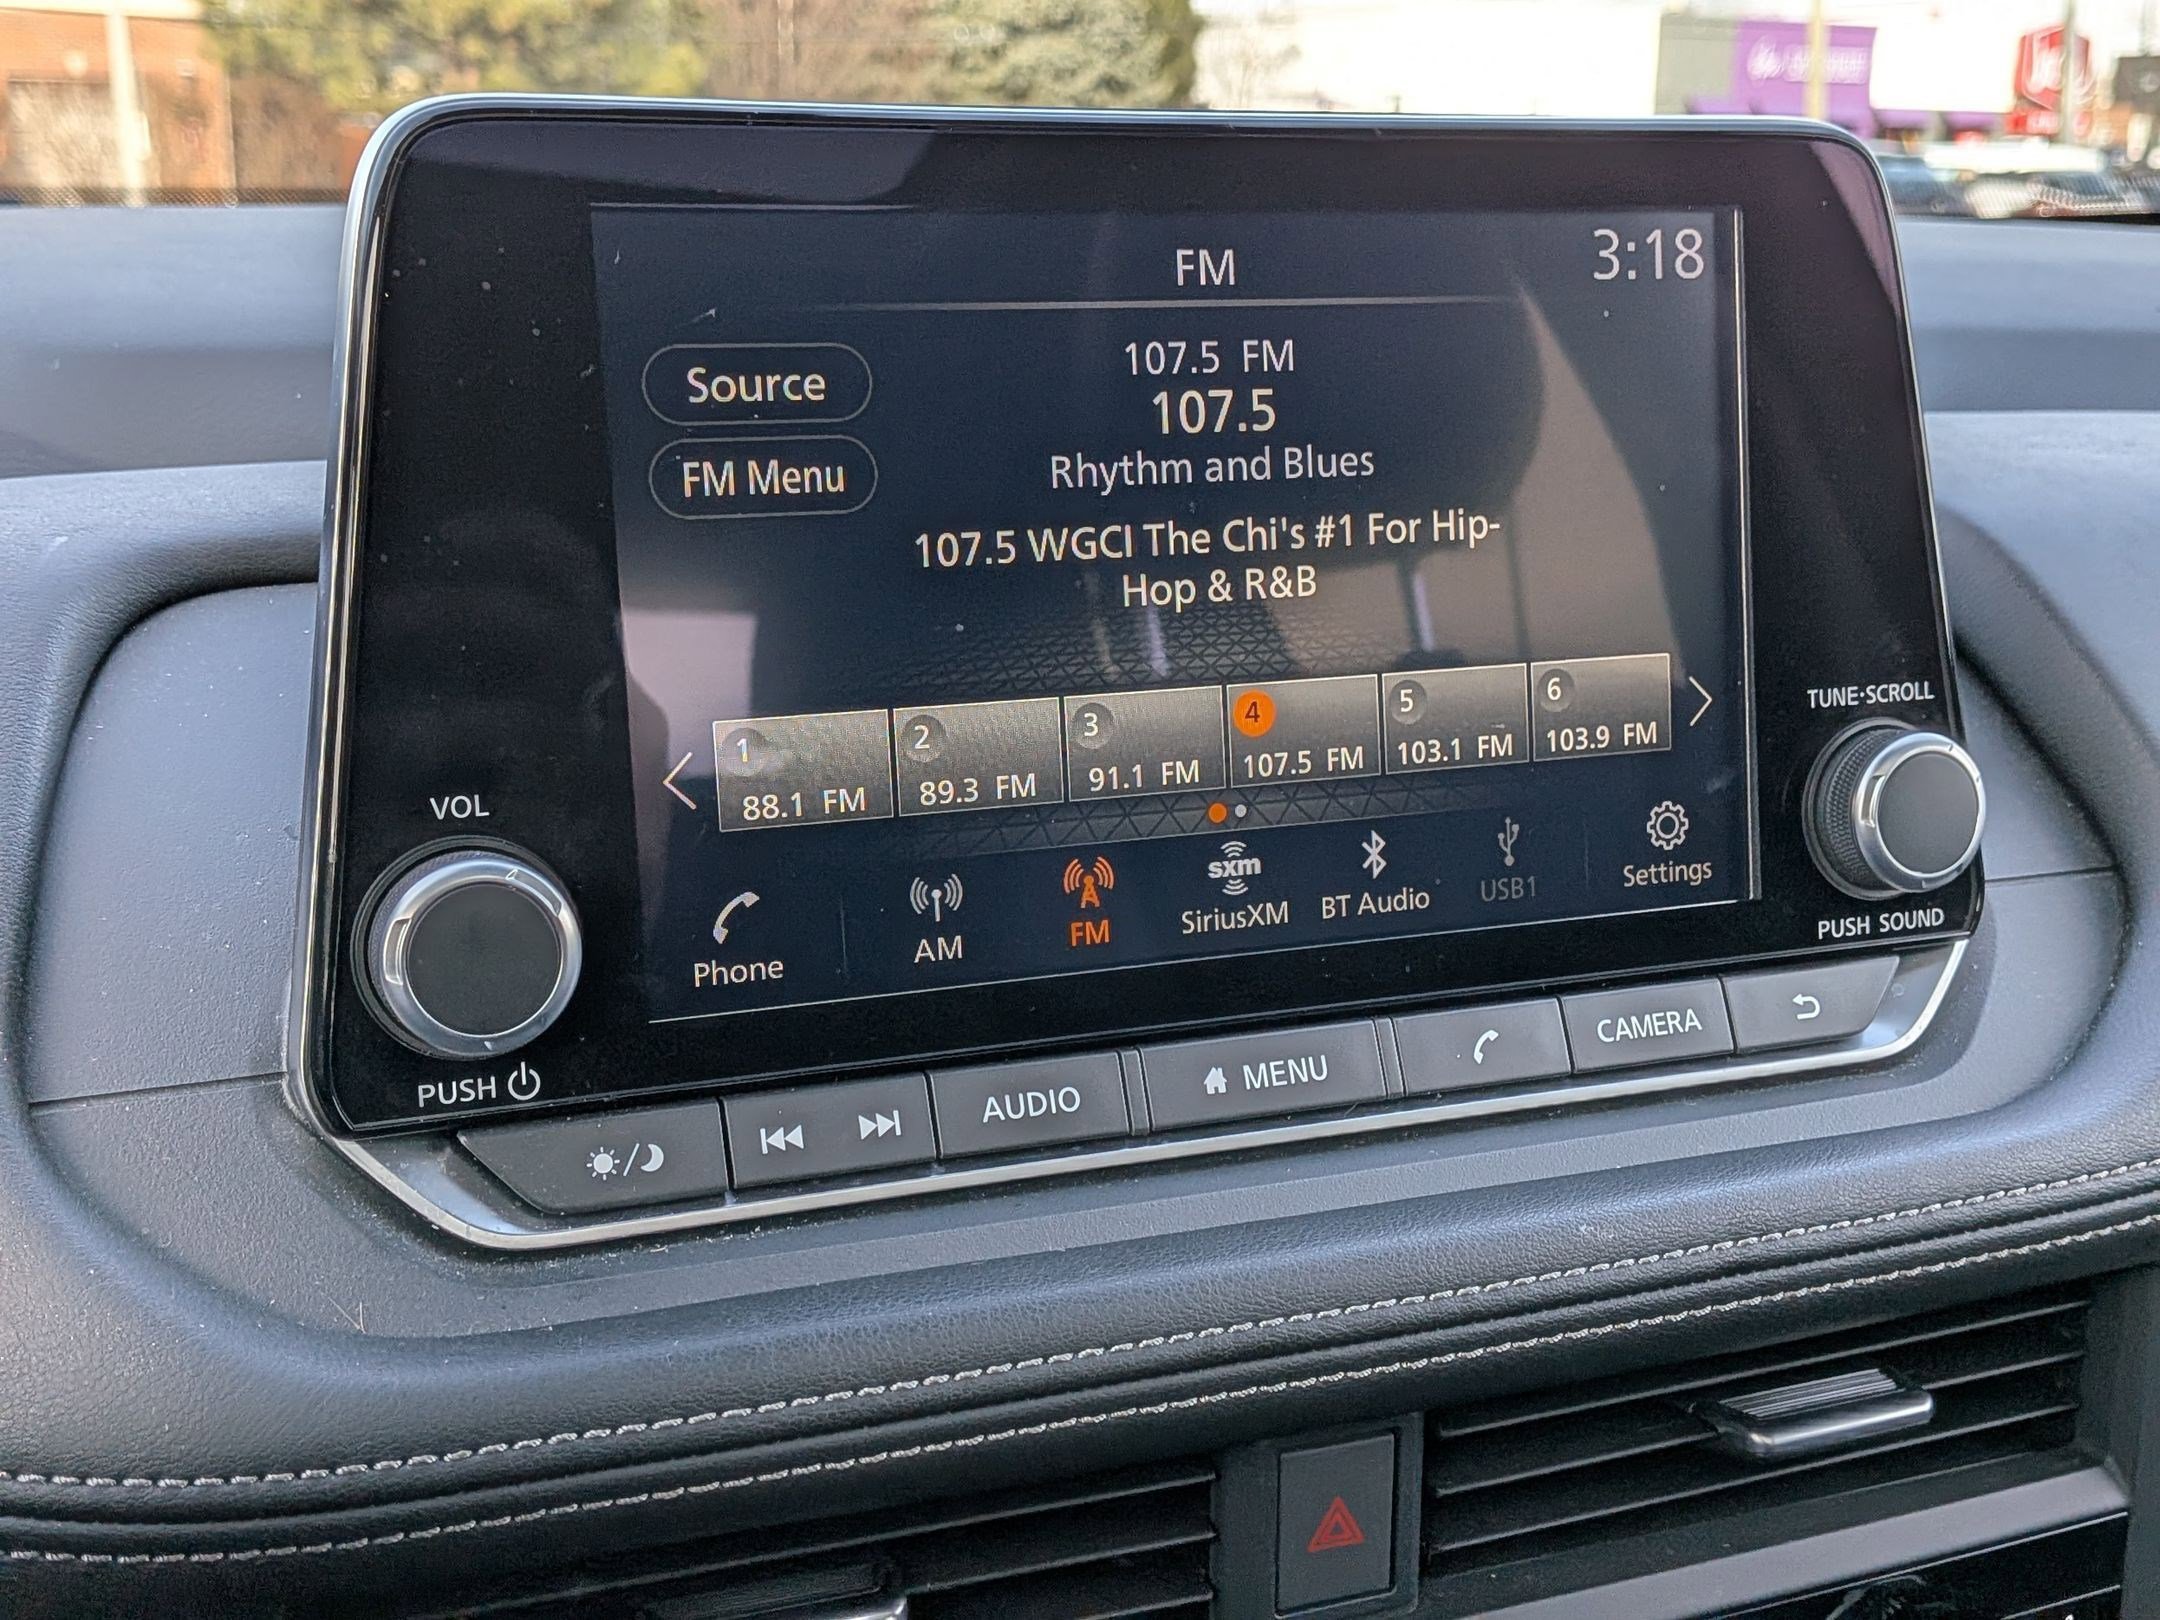 FM
3:18
Source
FM Menu
107.5 FM
107.5
Rhythm and Blues
107.5 WGCI The Chi's #1 For Hip-
Hop & R&B
1
88.1 FM
2
89.3 FM
3
91.1 FM
4
107.5 FM
5
103.1 FM
6
103.9 FM
Phone
AM
FM
sxm
SiriusXM
BT Audio
USB1
Settings
VOL
PUSH
TUNE·SCROLL
PUSH SOUND
AUDIO
MENU
CAMERA